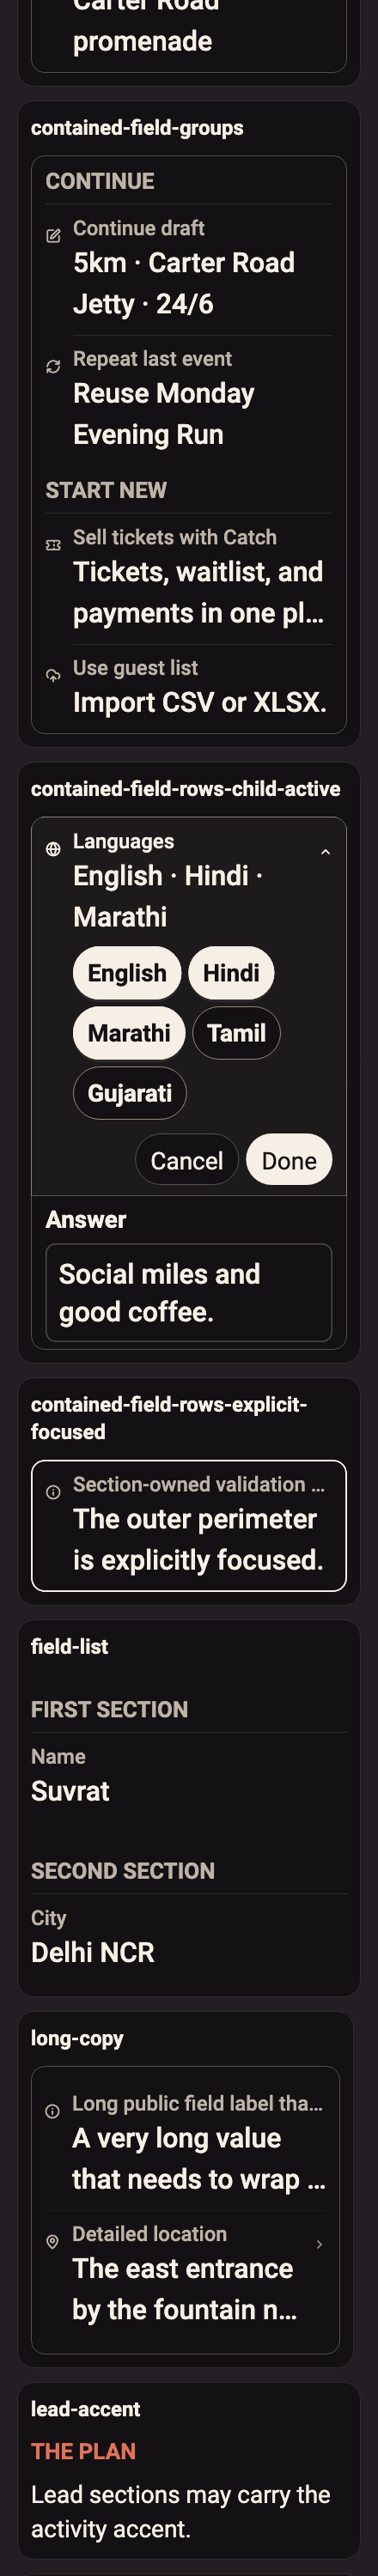 Carter Road
promenade
contained-field-groups
CONTINUE
Continue draft
5km · Carter Road
Jetty · 24/6
Repeat last event
Reuse Monday
Evening Run
START NEW
Sell tickets with Catch
Tickets, waitlist, and
payments in one pl...
Use guest list
Import CSV or XLSX.
contained-field-rows-child-active
Languages
English · Hindi ·
Marathi
English Hindi
Marathi Tamil
Gujarati
Cancel Done
Answer
Social miles and
good coffee.
contained-field-rows-explicit-
focused
Section-owned validation ...
The outer perimeter
is explicitly focused.
field-list
FIRST SECTION
Name
Suvrat
SECOND SECTION
City
Delhi NCR
long-copy
Long public field label tha...
A very long value
that needs to wrap ...
Detailed location
The east entrance
by the fountain n...
lead-accent
THE PLAN
Lead sections may carry the
activity accent.